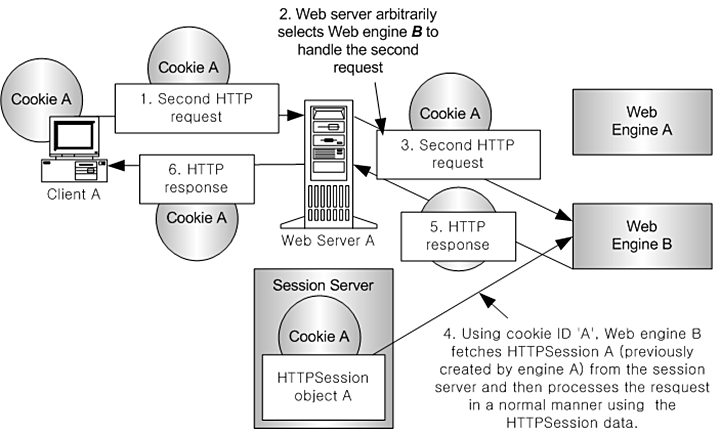 2. Web server arbitrarily
selects Web engine B to
handle the second
request
Cookie A
Cookie A
1. Second HTTP
request
Cookie A
3. Second HTTP
request
Web
Engine A
Client A
6. HTTP
response
Cookie A
Web Server A
5. HTTP
response
Web
Engine B
Session Server
Cookie A
HTTPSession
object A
4. Using cookie ID 'A', Web engine B
fetches HTTPSession A (previously
created by engine A) from the session
server and then processes the resquest
in a normal manner using the
HTTPSession data.